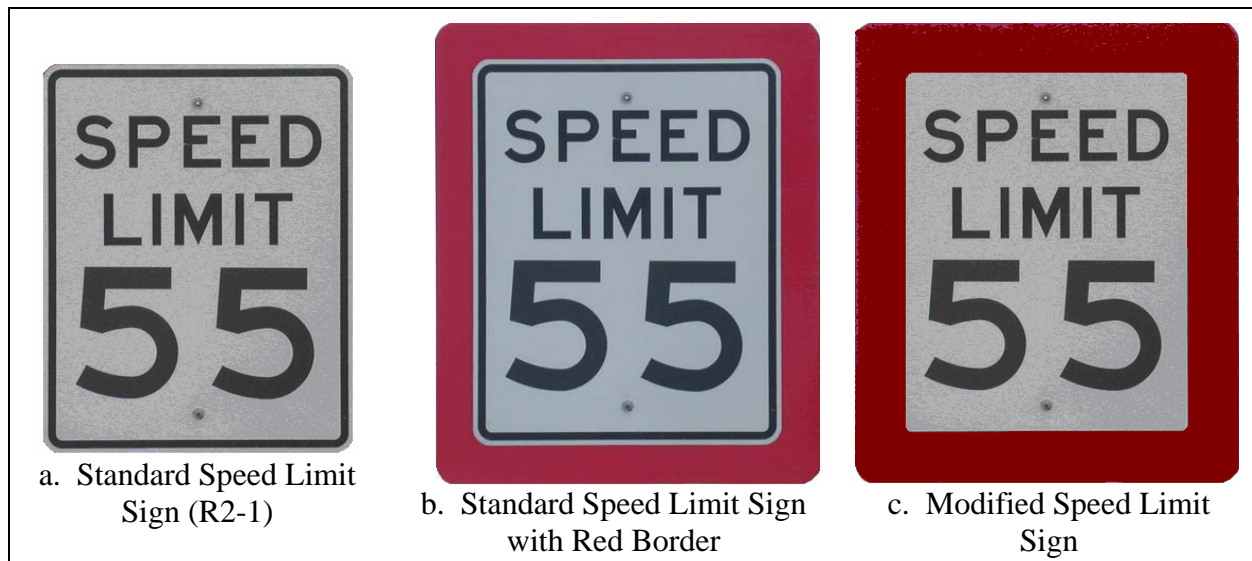 SPEED
LIMIT
55
a. Standard Speed Limit
Sign (R2-1)
SPEED
LIMIT
55
b. Standard Speed Limit Sign
with Red Border
SPEED
LIMIT
55
c. Modified Speed Limit
Sign